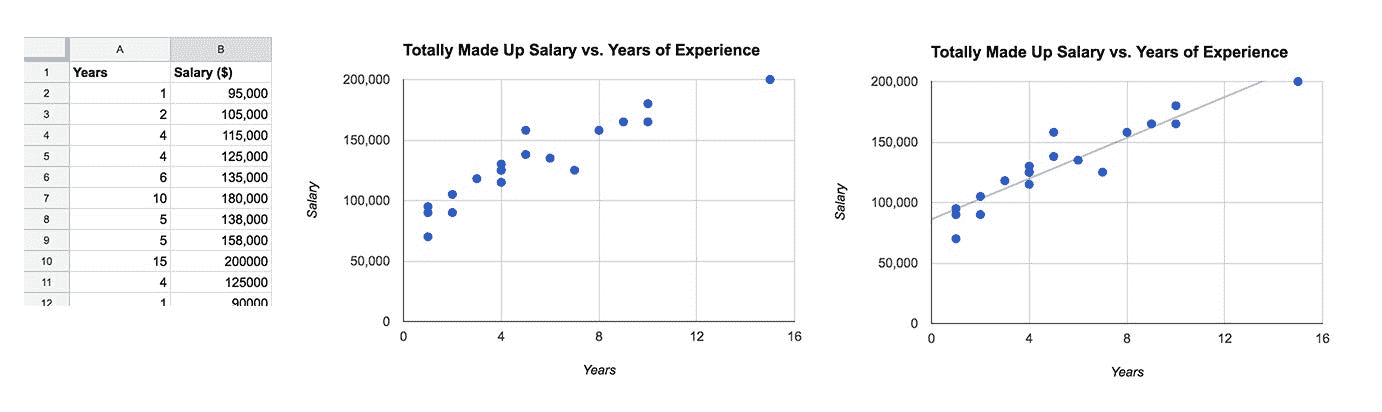 A B
1 Years Salary ($)
2 1 95,000
3 2 105,000
4 4 115,000
5 4 125,000
6 6 135,000
7 10 180,000
8 5 138,000
9 5 158,000
10 15 200000
11 4 125000
12 1 90000
Totally Made Up Salary vs. Years of Experience
200,000
150,000
100,000
50,000
0
Salary
0 4 8 12 16
Years
Totally Made Up Salary vs. Years of Experience
200,000
150,000
100,000
50,000
0
Salary
0 4 8 12 16
Years